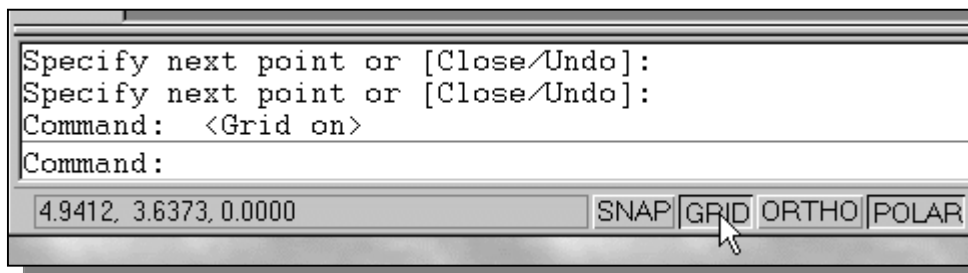 Specify next point or [Close/Undo]:
Specify next point or [Close/Undo]:
Command:  <Grid on>
Command:
4.9412, 3.6373, 0.0000 SNAP GRID ORTHO POLAR